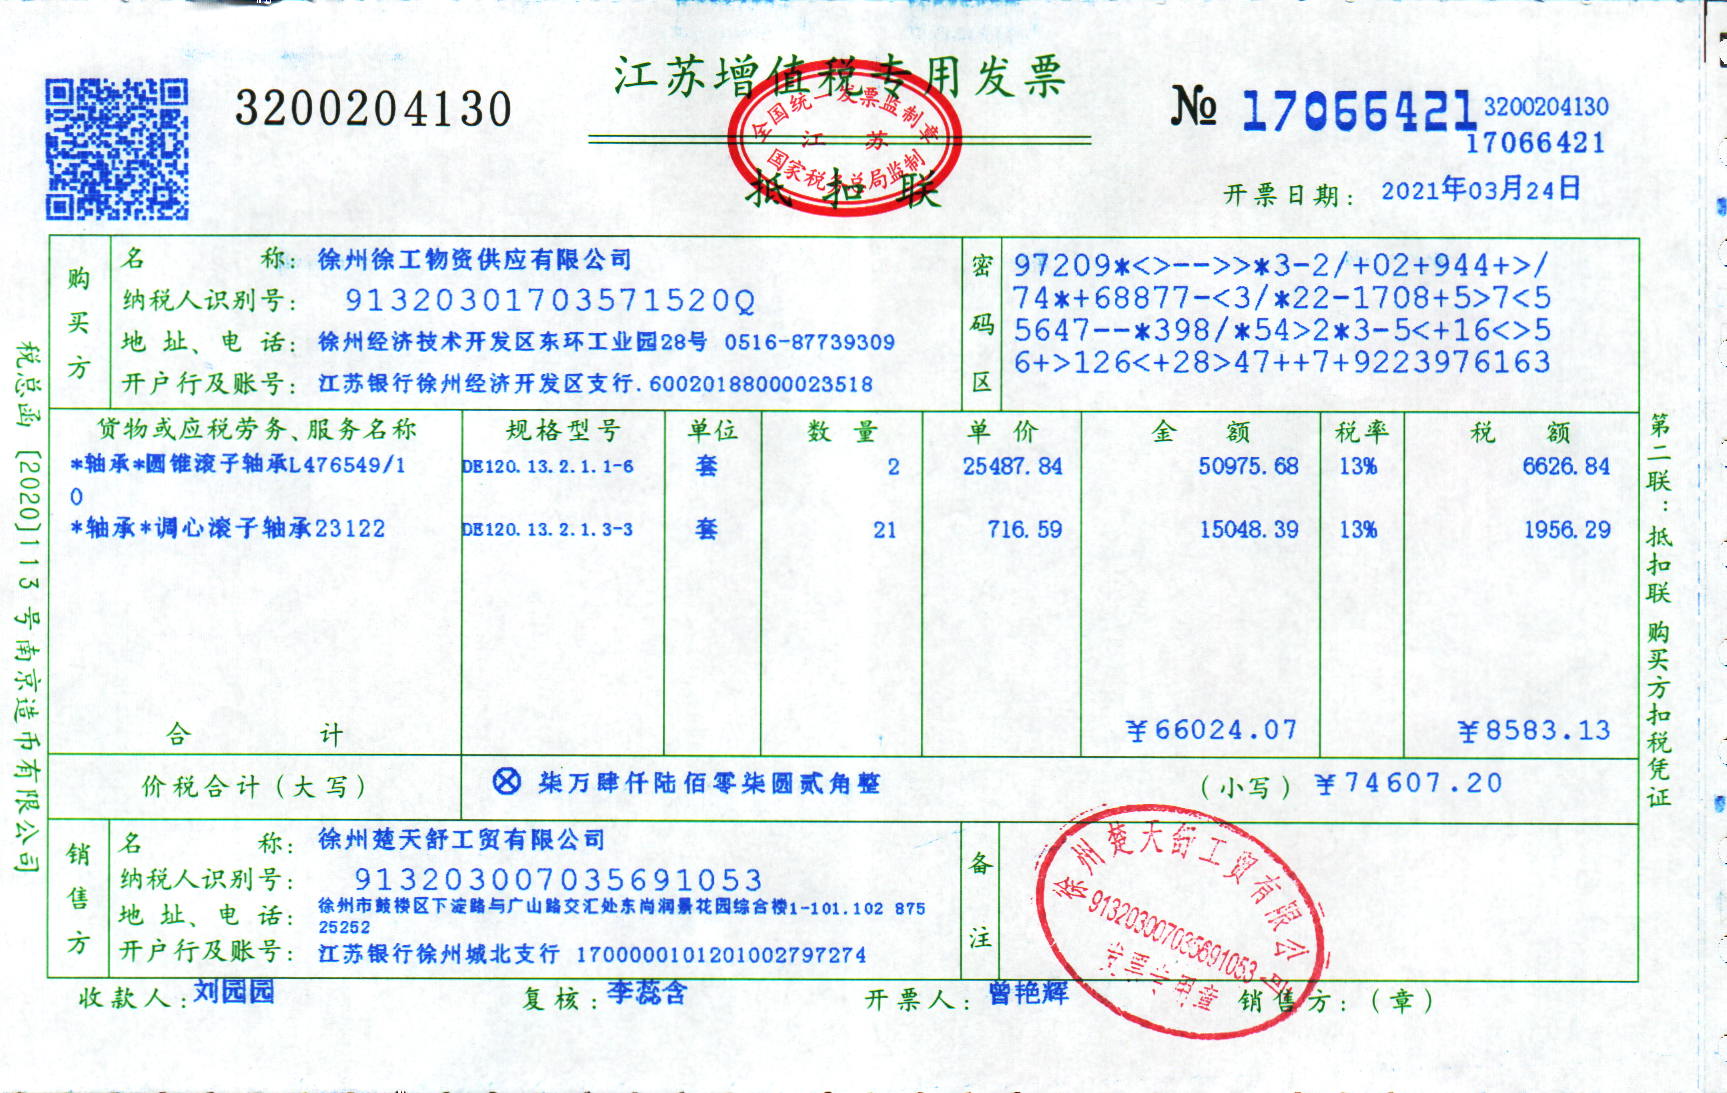 江苏增值税专用发票
3200204130
全国统一发票监制章
江 苏
国家税务总局监制
抵扣联
№ 17066421
3200204130
17066421
开票日期： 2021年03月24日
购买方
名 称： 徐州徐工物资供应有限公司
纳税人识别号： 91320301703571520Q
地 址、电 话： 徐州经济技术开发区东环工业园28号 0516-87739309
开户行及账号： 江苏银行徐州经济开发区支行.60020188000023518
密码区
97209*<>-->>*3-2/+02+944+>/
74*+68877-<3/*22-1708+5>7<5
5647--*398/*54>2*3-5<+16<>5
6+>126<+28>47++7+9223976163
货物或应税劳务、服务名称 规格型号 单位 数 量 单 价 金 额 税率 税 额
*轴承*圆锥滚子轴承L476549/1 DE120.13.2.1.1-6 套 2 25487.84 50975.68 13% 6626.84
0
*轴承*调心滚子轴承23122 DE120.13.2.1.3-3 套 21 716.59 15048.39 13% 1956.29
合 计 ￥66024.07 ￥8583.13
价税合计（大写） ⊗ 柒万肆仟陆佰零柒圆贰角整 （小写） ￥74607.20
销售方
名 称： 徐州楚天舒工贸有限公司
纳税人识别号： 913203007035691053
地 址、电 话： 徐州市鼓楼区下淀路与广山路交汇处东尚润景花园综合楼1-101.102 875
25252
开户行及账号： 江苏银行徐州城北支行 1700000101201002797274
备注
徐州楚天舒工贸有限公司
913203007035691053
发票专用章
收款人： 刘园园 复核： 李蕊含 开票人： 曾艳辉 销售方：（章）
税总函 [2020]113 号南京造币有限公司
第二联：抵扣联 购买方扣税凭证